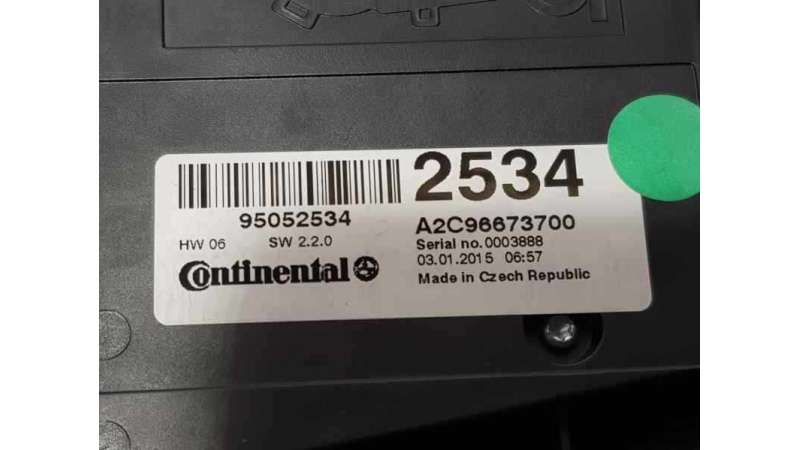 2534
95052534
A2C96673700
HW 06 SW 2.2.0
Serial no.0003888
03.01.2015 06:57
Continental
Made in Czech Republic